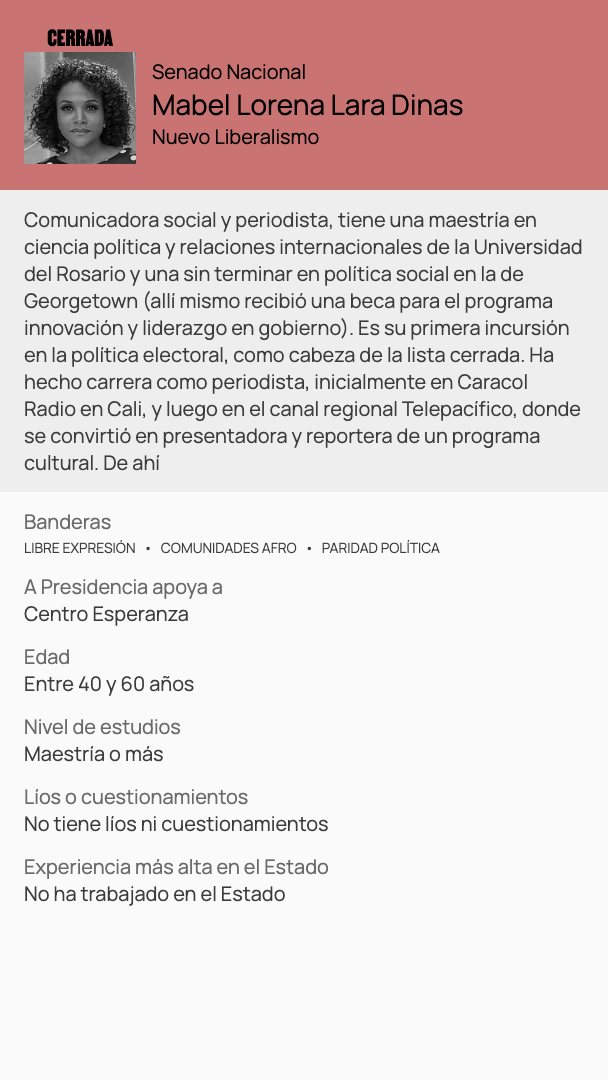 CERRADA
Senado Nacional
Mabel Lorena Lara Dinas
Nuevo Liberalismo
Comunicadora social y periodista, tiene una maestría en
ciencia política y relaciones internacionales de la Universidad
del Rosario y una sin terminar en política social en la de
Georgetown (allí mismo recibió una beca para el programa
innovación y liderazgo en gobierno). Es su primera incursión
en la política electoral, como cabeza de la lista cerrada. Ha
hecho carrera como periodista, inicialmente en Caracol
Radio en Cali, y luego en el canal regional Telepacífico, donde
se convirtió en presentadora y reportera de un programa
cultural. De ahí
Banderas
LIBRE EXPRESIÓN • COMUNIDADES AFRO • PARIDAD POLÍTICA
A Presidencia apoya a
Centro Esperanza
Edad
Entre 40 y 60 años
Nivel de estudios
Maestría o más
Líos o cuestionamientos
No tiene líos ni cuestionamientos
Experiencia más alta en el Estado
No ha trabajado en el Estado